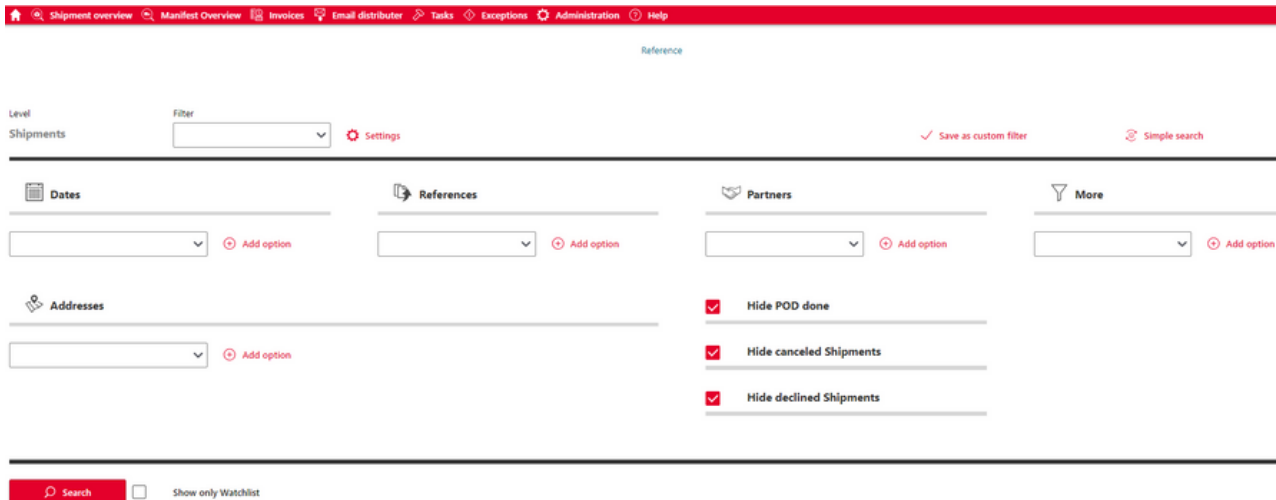 Shipment overview Manifest Overview Invoices Email distributer Tasks Exceptions Administration Help
Reference
Level Filter
Shipments Settings Save as custom filter Simple search
Dates References Partners More
Add option Add option Add option Add option
Addresses Hide POD done
Add option Hide canceled Shipments
Hide declined Shipments
Search Show only Watchlist